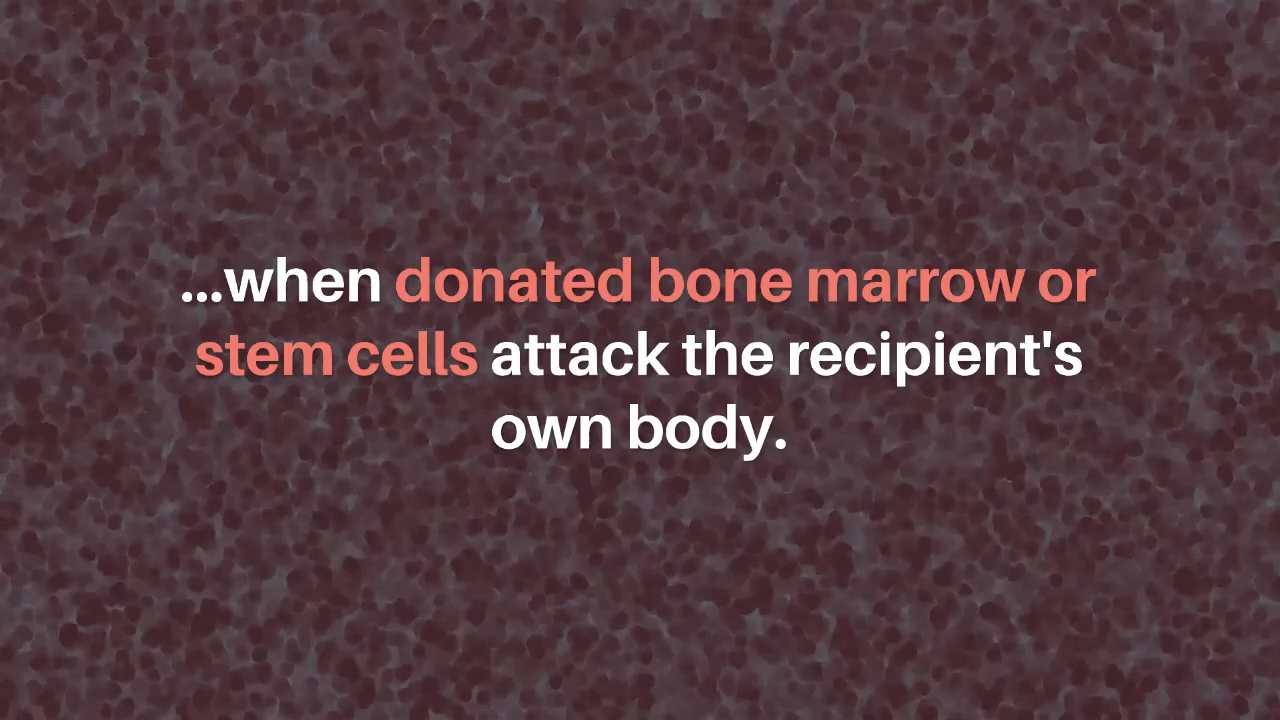 ...when donated bone marrow or
stem cells attack the recipient's
own body.